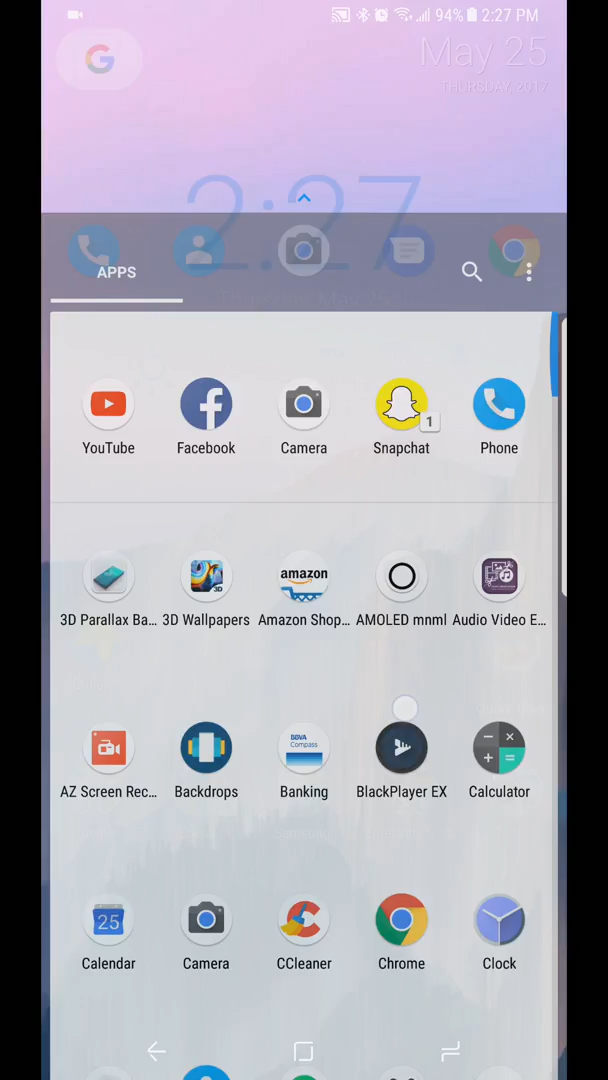 94% 2:27 PM
May 25
THURSDAY, 2017
2:27
APPS
YouTube Facebook Camera Snapchat Phone
1
amazon
3D
3D Parallax Ba... 3D Wallpapers Amazon Shop... AMOLED mnml Audio Video E...
BBVA
Compass
AZ Screen Rec... Backdrops Banking BlackPlayer EX Calculator
25
Calendar Camera CCleaner Chrome Clock